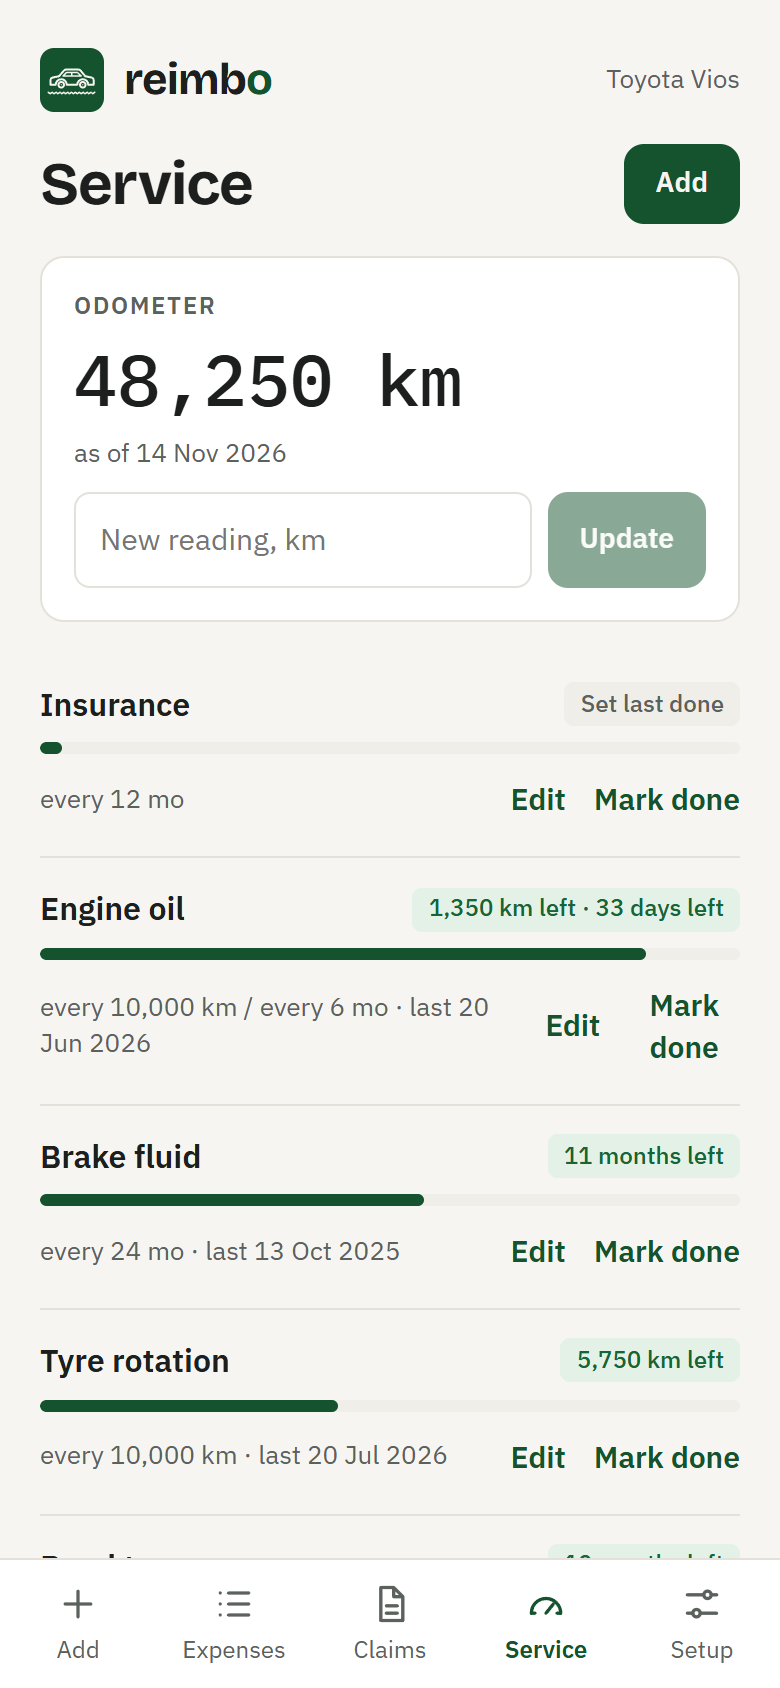 reimbo
Toyota Vios
Service
Add
ODOMETER
48,250 km
as of 14 Nov 2026
New reading, km
Update
Insurance
Set last done
every 12 mo
Edit
Mark done
Engine oil
1,350 km left · 33 days left
every 10,000 km / every 6 mo · last 20
Jun 2026
Edit
Mark
done
Brake fluid
11 months left
every 24 mo · last 13 Oct 2025
Edit
Mark done
Tyre rotation
5,750 km left
every 10,000 km · last 20 Jul 2026
Edit
Mark done
Add
Expenses
Claims
Service
Setup